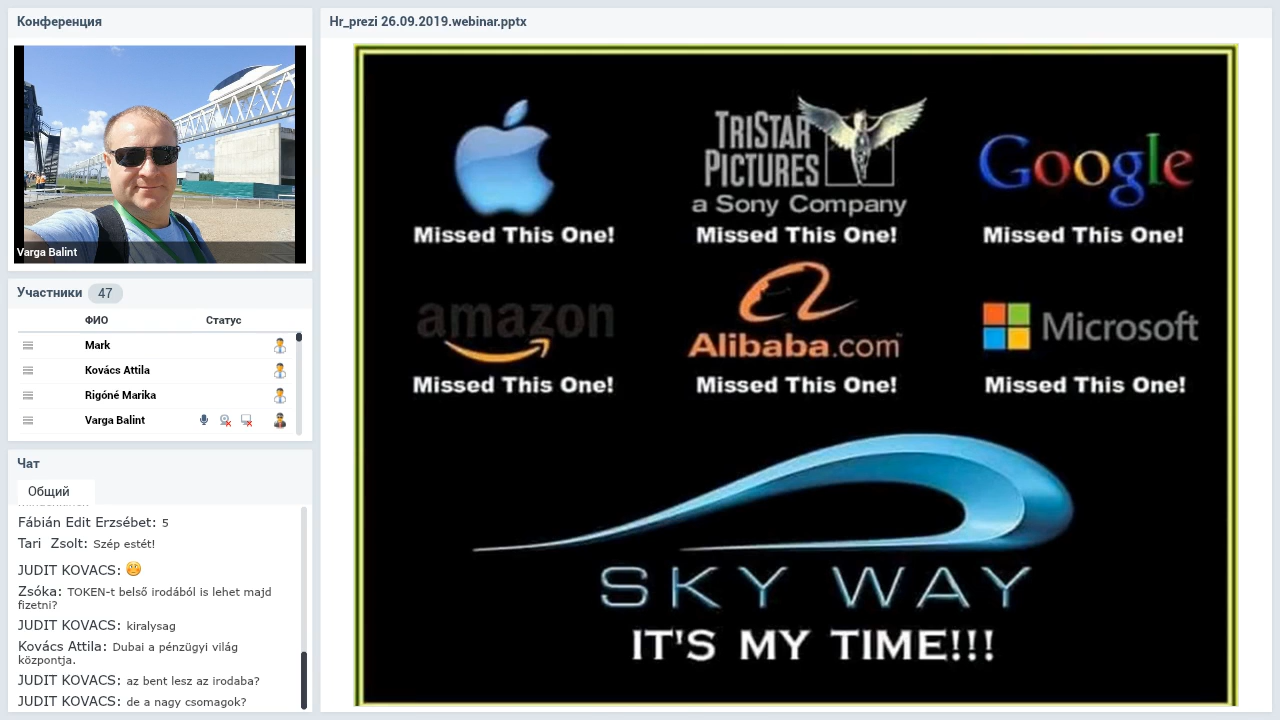 Конференция
Varga Balint
Участники 47
ФИО Статус
Mark
Kovács Attila
Rigóné Marika
Varga Balint
Чат
Общий
Fábián Edit Erzsébet: 5
Tari Zsolt: Szép estét!
JUDIT KOVACS:
Zsóka: TOKEN-t belső irodából is lehet majd
fizetni?
JUDIT KOVACS: kiralysag
Kovács Attila: Dubai a pénzügyi világ
központja.
JUDIT KOVACS: az bent lesz az irodaba?
JUDIT KOVACS: de a nagy csomagok?
Hr_prezi 26.09.2019.webinar.pptx
TRISTAR
PICTURES
a Sony Company
Google
Missed This One! Missed This One! Missed This One!
amazon
Alibaba.com™
Microsoft
Missed This One! Missed This One! Missed This One!
SKY WAY
IT'S MY TIME!!!